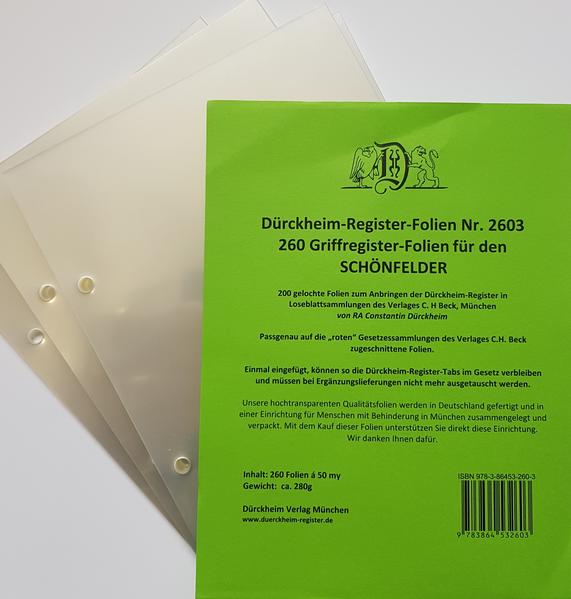 D
Dürckheim-Register-Folien Nr. 2603
260 Griffregister-Folien für den
SCHÖNFELDER
200 gelochte Folien zum Anbringen der Dürckheim-Register in
Loseblattsammlungen des Verlages C. H Beck, München
von RA Constantin Dürckheim
Passgenau auf die „roten" Gesetzessammlungen des Verlages C.H. Beck
zugeschnittene Folien.
Einmal eingefügt, können so die Dürckheim-Register-Tabs im Gesetz verbleiben
und müssen bei Ergänzungslieferungen nicht mehr ausgetauscht werden.
Unsere hochtransparenten Qualitätsfolien werden in Deutschland gefertigt und in
einer Einrichtung für Menschen mit Behinderung in München zusammengelegt und
verpackt. Mit dem Kauf dieser Folien unterstützen Sie direkt diese Einrichtung.
Wir danken Ihnen dafür.
Inhalt: 260 Folien á 50 my
Gewicht: ca. 280g
Dürckheim Verlag München
www.duerckheim-register.de
ISBN 978-3-86453-260-3
9 783864 532603